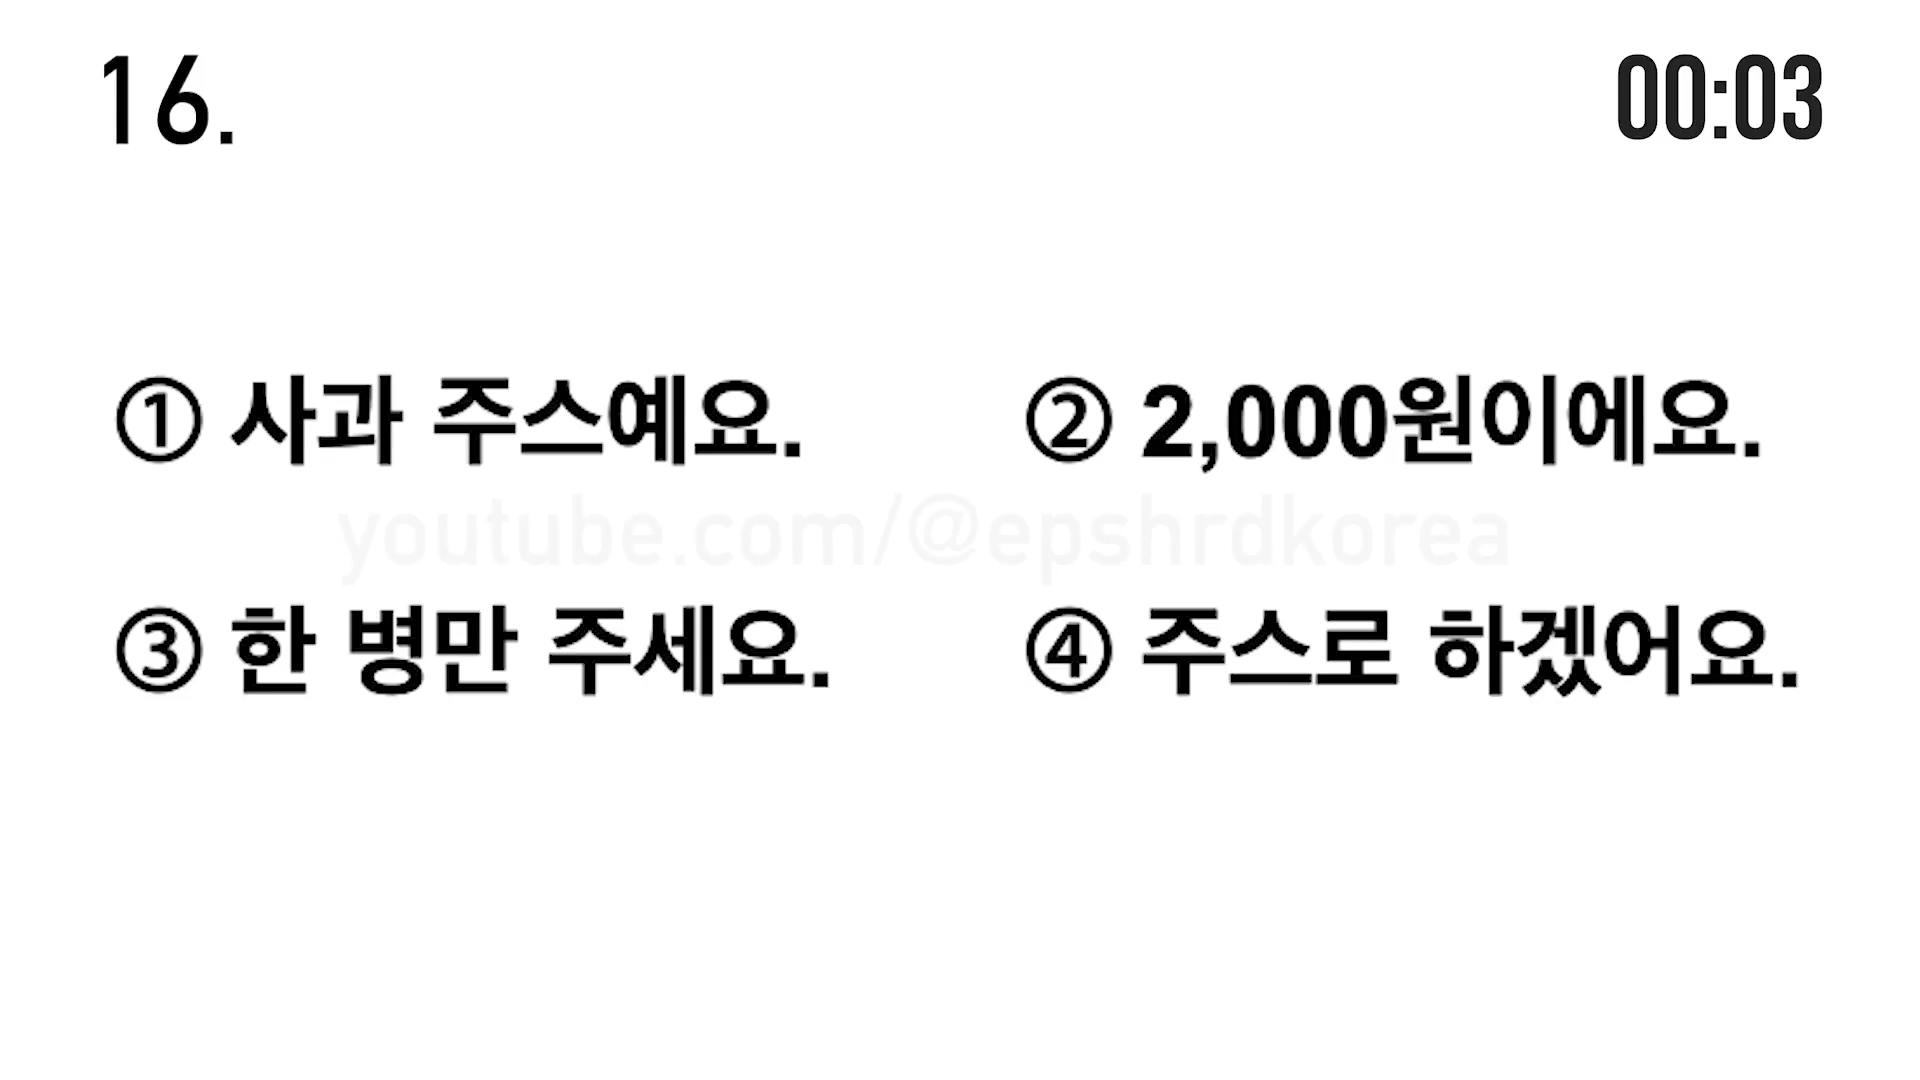 16.
00:03
① 사과 주스예요.
② 2,000원이에요.
youtube.com/@epshrdkorea
③ 한 병만 주세요.
④ 주스로 하겠어요.